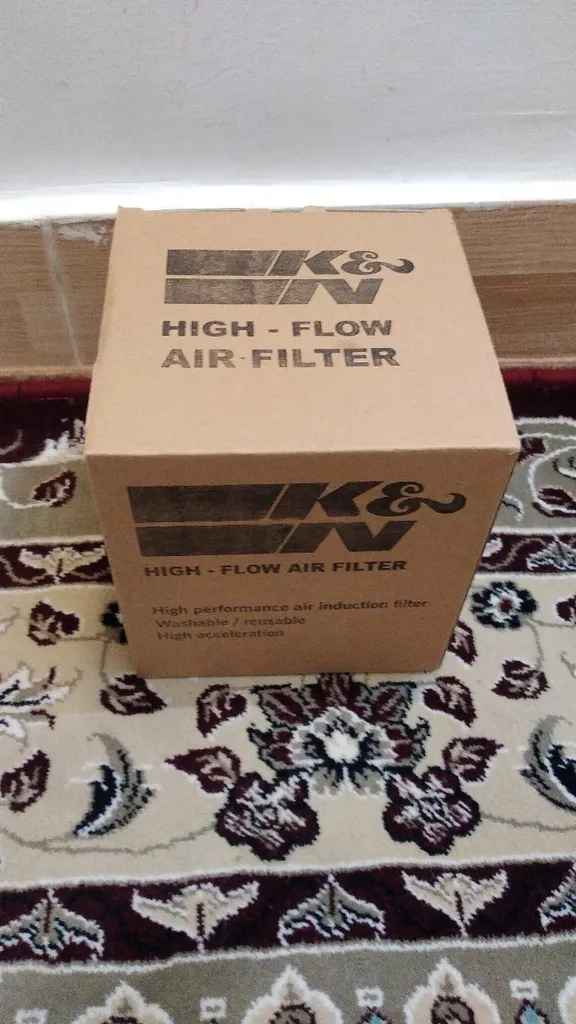 K&N
HIGH - FLOW
AIR FILTER
K&N
HIGH - FLOW AIR FILTER
High performance air induction filter
Washable / reusable
High acceleration